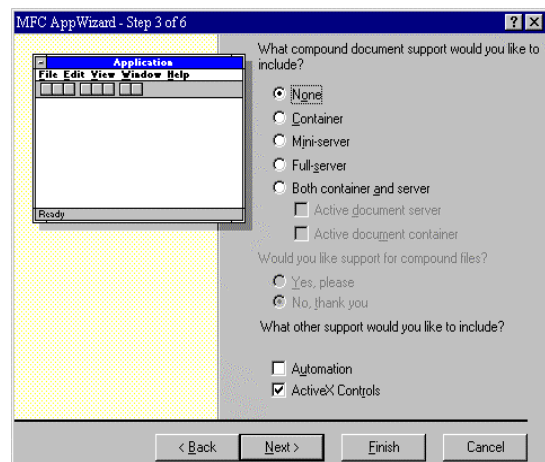 MFC AppWizard - Step 3 of 6
Application
File Edit View Window Help
Ready
What compound document support would you like to
include?
None
Container
Mini-server
Full-server
Both container and server
Active document server
Active document container
Would you like support for compound files?
Yes, please
No, thank you
What other support would you like to include?
Automation
ActiveX Controls
< Back
Next >
Finish
Cancel